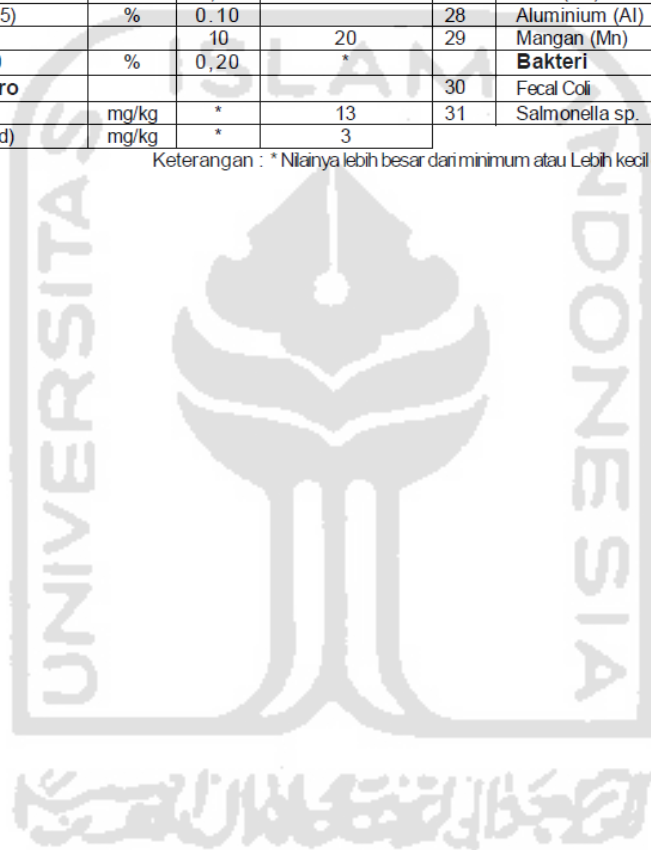 5) % 0.10 28 Aluminium (Al)
10 20 29 Mangan (Mn)
) % 0,20 * Bakteri
ro 30 Fecal Coli
mg/kg * 13 31 Salmonella sp.
d) mg/kg * 3
Keterangan : * Nilainya lebih besar dari minimum atau Lebih kecil
ISLAM
UNIVERSITAS
INDONESIA